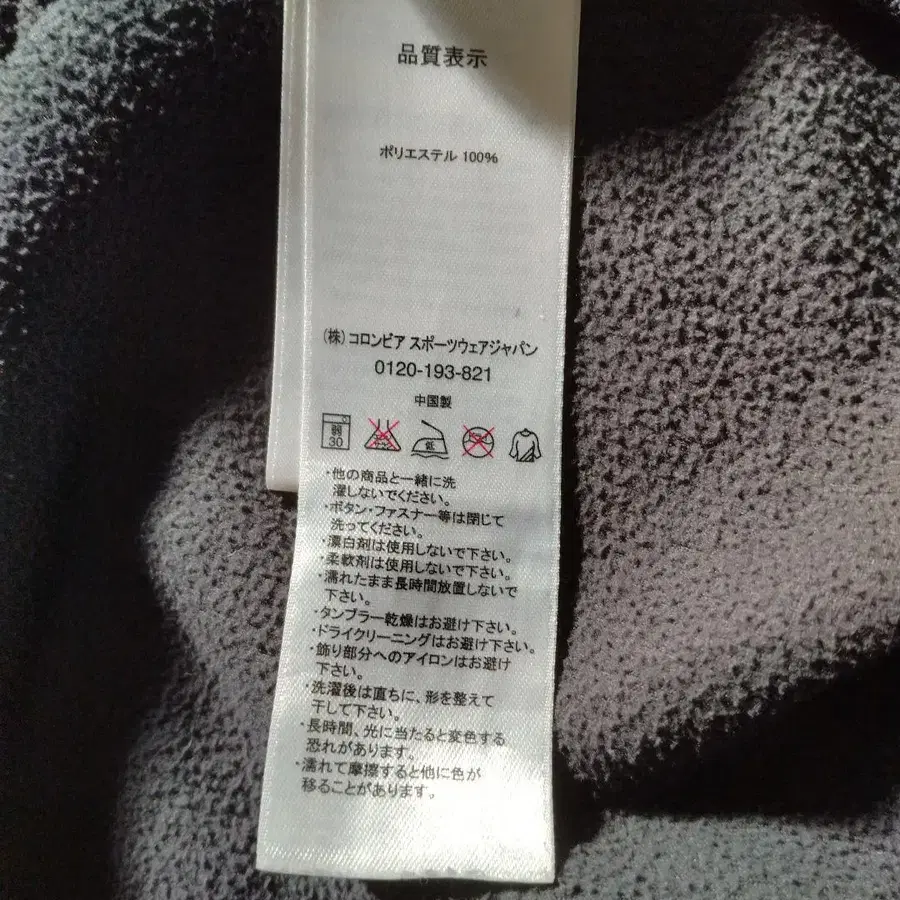 品質表示
ポリエステル 100%
(株)コロンビア スポーツウェアジャパン
0120-193-821
中国製
弱
30
低
・他の商品と一緒に洗
濯しないでください。
・ボタン・ファスナー等は閉じて
洗ってください。
・漂白剤は使用しないで下さい。
・柔軟剤は使用しないで下さい。
・濡れたまま長時間放置しないで
下さい。
・タンブラー乾燥はお避け下さい。
・ドライクリーニングはお避け下さい。
・飾り部分へのアイロンはお避け
下さい。
・洗濯後は直ちに、形を整えて
干して下さい。
・長時間、光に当たると変色する
恐れがあります。
・濡れて摩擦すると他に色が
移ることがあります。